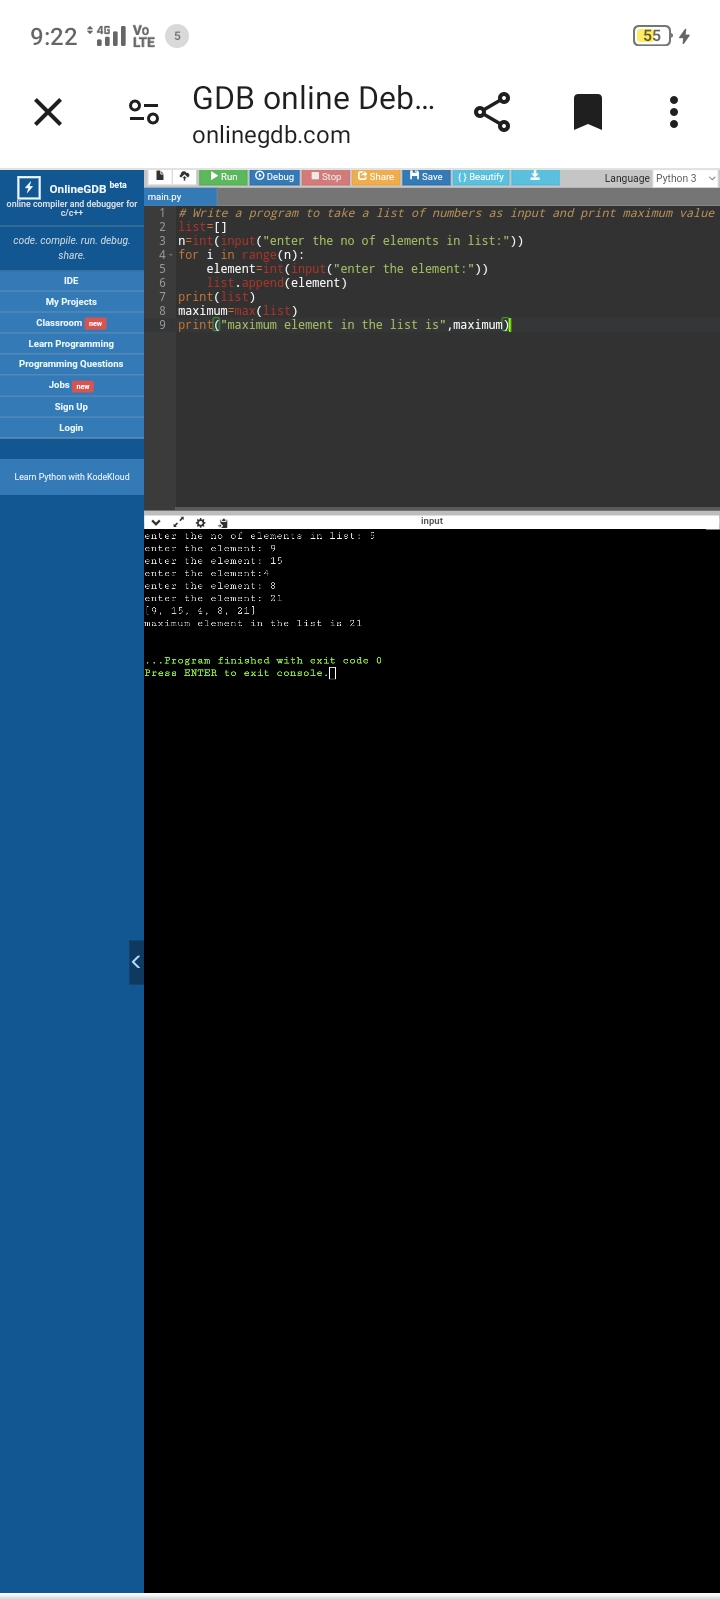 9:22 4G Vo LTE 5 55
GDB online Deb...
onlinegdb.com
OnlineGDB beta
online compiler and debugger for
c/c++
code. compile. run. debug.
share.
IDE
My Projects
Classroom new
Learn Programming
Programming Questions
Jobs new
Sign Up
Login
Learn Python with KodeKloud
Run Debug Stop Share Save { } Beautify Language Python 3
main.py
1 # Write a program to take a list of numbers as input and print maximum value
2 list=[]
3 n=int(input("enter the no of elements in list:"))
4 for i in range(n):
5     element=int(input("enter the element:"))
6     list.append(element)
7 print(list)
8 maximum=max(list)
9 print("maximum element in the list is",maximum)
input
enter the no of elements in list: 5
enter the element: 9
enter the element: 15
enter the element:4
enter the element: 8
enter the element: 21
[9, 15, 4, 8, 21]
maximum element in the list is 21
...Program finished with exit code 0
Press ENTER to exit console.